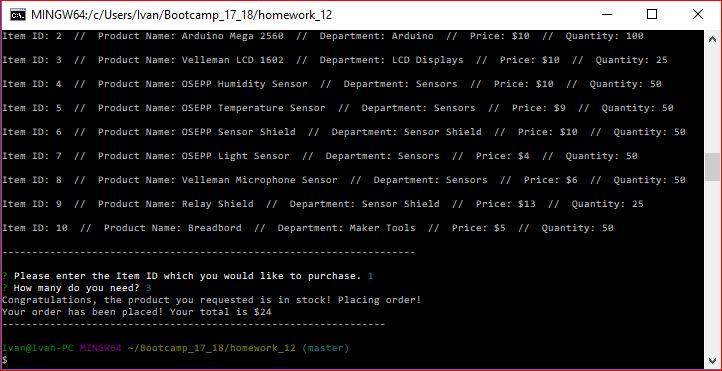 MINGW64:/c/Users/Ivan/Bootcamp_17_18/homework_12
Item ID: 2  //  Product Name: Arduino Mega 2560  //  Department: Arduino  //  Price: $10  //  Quantity: 100
Item ID: 3  //  Product Name: Velleman LCD 1602  //  Department: LCD Displays  //  Price: $10  //  Quantity: 25
Item ID: 4  //  Product Name: OSEPP Humidity Sensor  //  Department: Sensors  //  Price: $10  //  Quantity: 50
Item ID: 5  //  Product Name: OSEPP Temperature Sensor  //  Department: Sensors  //  Price: $9  //  Quantity: 50
Item ID: 6  //  Product Name: OSEPP Sensor Shield  //  Department: Sensor Shield  //  Price: $10  //  Quantity: 50
Item ID: 7  //  Product Name: OSEPP Light Sensor  //  Department: Sensors  //  Price: $4  //  Quantity: 50
Item ID: 8  //  Product Name: Velleman Microphone Sensor  //  Department: Sensors  //  Price: $6  //  Quantity: 50
Item ID: 9  //  Product Name: Relay Shield  //  Department: Sensor Shield  //  Price: $13  //  Quantity: 25
Item ID: 10  //  Product Name: Breadbord  //  Department: Maker Tools  //  Price: $5  //  Quantity: 50
---------------------------------------------------------------------
? Please enter the Item ID which you would like to purchase. 1
? How many do you need? 3
Congratulations, the product you requested is in stock! Placing order!
Your order has been placed! Your total is $24
----------------------------------------------------------------
Ivan@Ivan-PC MINGW64 ~/Bootcamp_17_18/homework_12 (master)
$